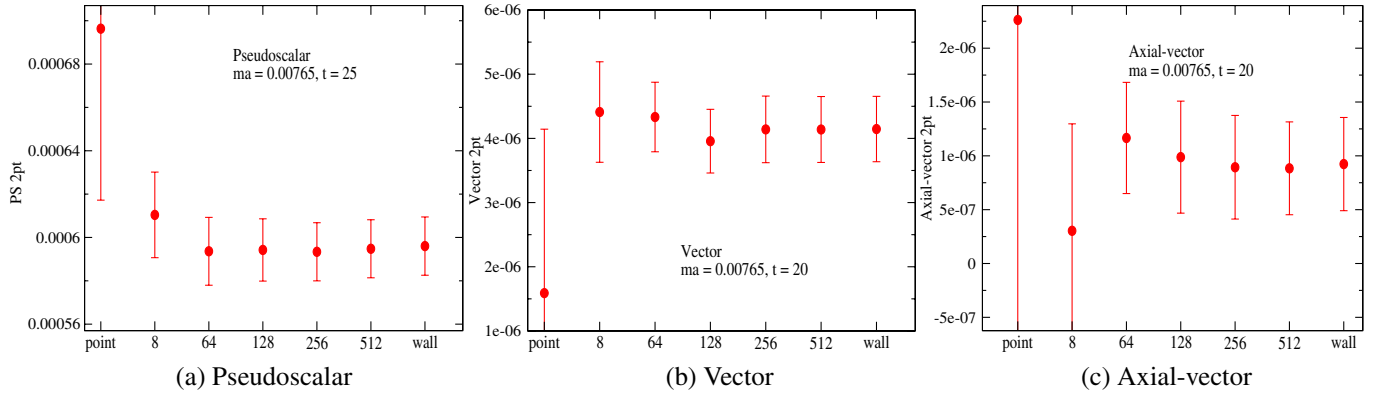 0.00068
0.00064
0.0006
0.00056
PS 2pt
Pseudoscalar
ma = 0.00765, t = 25
point 8 64 128 256 512 wall
(a) Pseudoscalar
6e-06
5e-06
4e-06
3e-06
2e-06
1e-06
Vector 2pt
Vector
ma = 0.00765, t = 20
point 8 64 128 256 512 wall
(b) Vector
2e-06
1.5e-06
1e-06
5e-07
0
-5e-07
Axial-vector 2pt
Axial-vector
ma = 0.00765, t = 20
point 8 64 128 256 512 wall
(c) Axial-vector